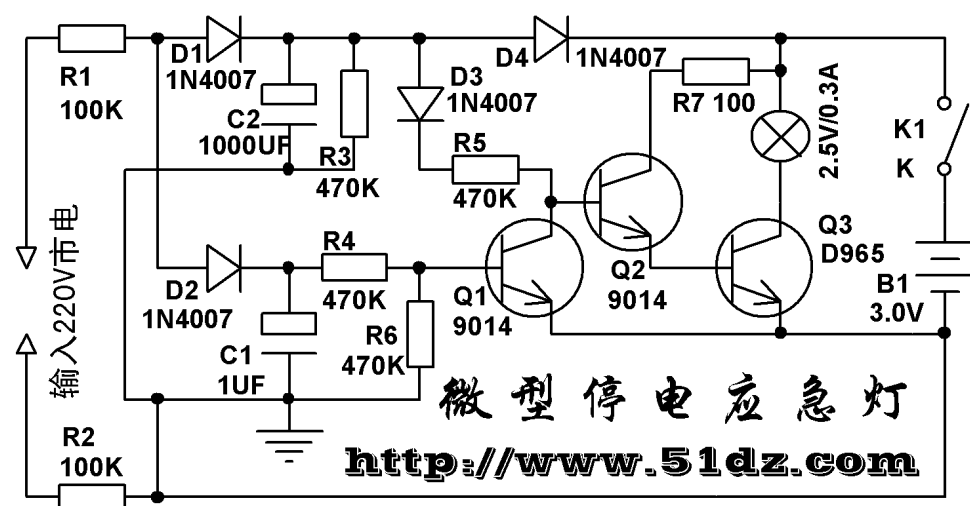 R1
100K
D1
1N4007
C2
1000UF
R3
470K
D3
1N4007
D4
1N4007
R5
470K
R7 100
2.5V/0.3A
K1
K
输入220V市电
D2
1N4007
R4
470K
C1
1UF
R6
470K
Q1
9014
Q2
9014
Q3
D965
B1
3.0V
R2
100K
微型停电应急灯
http://www.51dz.com